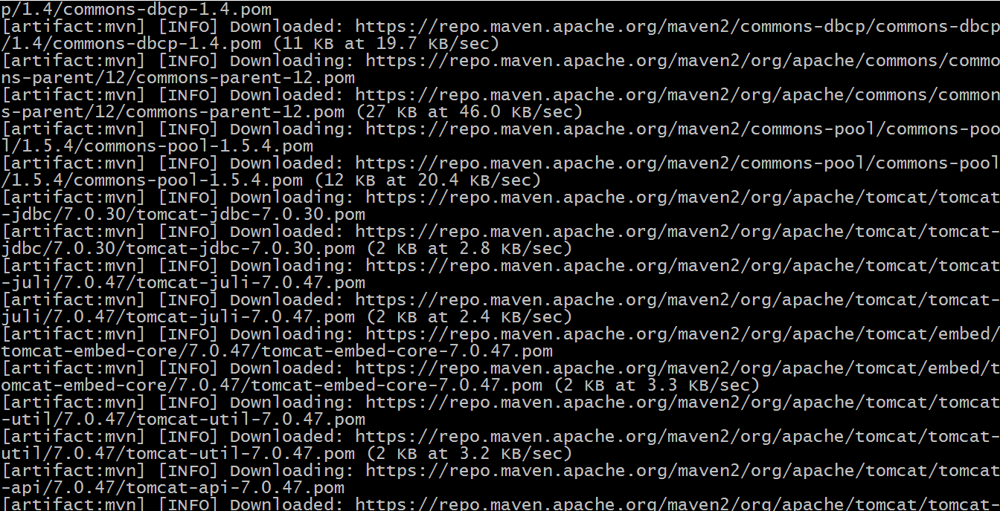 p/1.4/commons-dbcp-1.4.pom
[artifact:mvn] [INFO] Downloaded: https://repo.maven.apache.org/maven2/commons-dbcp/commons-dbcp
/1.4/commons-dbcp-1.4.pom (11 KB at 19.7 KB/sec)
[artifact:mvn] [INFO] Downloading: https://repo.maven.apache.org/maven2/org/apache/commons/commo
ns-parent/12/commons-parent-12.pom
[artifact:mvn] [INFO] Downloaded: https://repo.maven.apache.org/maven2/org/apache/commons/common
s-parent/12/commons-parent-12.pom (27 KB at 46.0 KB/sec)
[artifact:mvn] [INFO] Downloading: https://repo.maven.apache.org/maven2/commons-pool/commons-poo
l/1.5.4/commons-pool-1.5.4.pom
[artifact:mvn] [INFO] Downloaded: https://repo.maven.apache.org/maven2/commons-pool/commons-pool
/1.5.4/commons-pool-1.5.4.pom (12 KB at 20.4 KB/sec)
[artifact:mvn] [INFO] Downloading: https://repo.maven.apache.org/maven2/org/apache/tomcat/tomcat
-jdbc/7.0.30/tomcat-jdbc-7.0.30.pom
[artifact:mvn] [INFO] Downloaded: https://repo.maven.apache.org/maven2/org/apache/tomcat/tomcat-
jdbc/7.0.30/tomcat-jdbc-7.0.30.pom (2 KB at 2.8 KB/sec)
[artifact:mvn] [INFO] Downloading: https://repo.maven.apache.org/maven2/org/apache/tomcat/tomcat
-juli/7.0.47/tomcat-juli-7.0.47.pom
[artifact:mvn] [INFO] Downloaded: https://repo.maven.apache.org/maven2/org/apache/tomcat/tomcat-
juli/7.0.47/tomcat-juli-7.0.47.pom (2 KB at 2.4 KB/sec)
[artifact:mvn] [INFO] Downloading: https://repo.maven.apache.org/maven2/org/apache/tomcat/embed/
tomcat-embed-core/7.0.47/tomcat-embed-core-7.0.47.pom
[artifact:mvn] [INFO] Downloaded: https://repo.maven.apache.org/maven2/org/apache/tomcat/embed/t
omcat-embed-core/7.0.47/tomcat-embed-core-7.0.47.pom (2 KB at 3.3 KB/sec)
[artifact:mvn] [INFO] Downloading: https://repo.maven.apache.org/maven2/org/apache/tomcat/tomcat
-util/7.0.47/tomcat-util-7.0.47.pom
[artifact:mvn] [INFO] Downloaded: https://repo.maven.apache.org/maven2/org/apache/tomcat/tomcat-
util/7.0.47/tomcat-util-7.0.47.pom (2 KB at 3.2 KB/sec)
[artifact:mvn] [INFO] Downloading: https://repo.maven.apache.org/maven2/org/apache/tomcat/tomcat
-api/7.0.47/tomcat-api-7.0.47.pom
[artifact:mvn] [INFO] Downloaded: https://repo.maven.apache.org/maven2/org/apache/tomcat/tomcat-